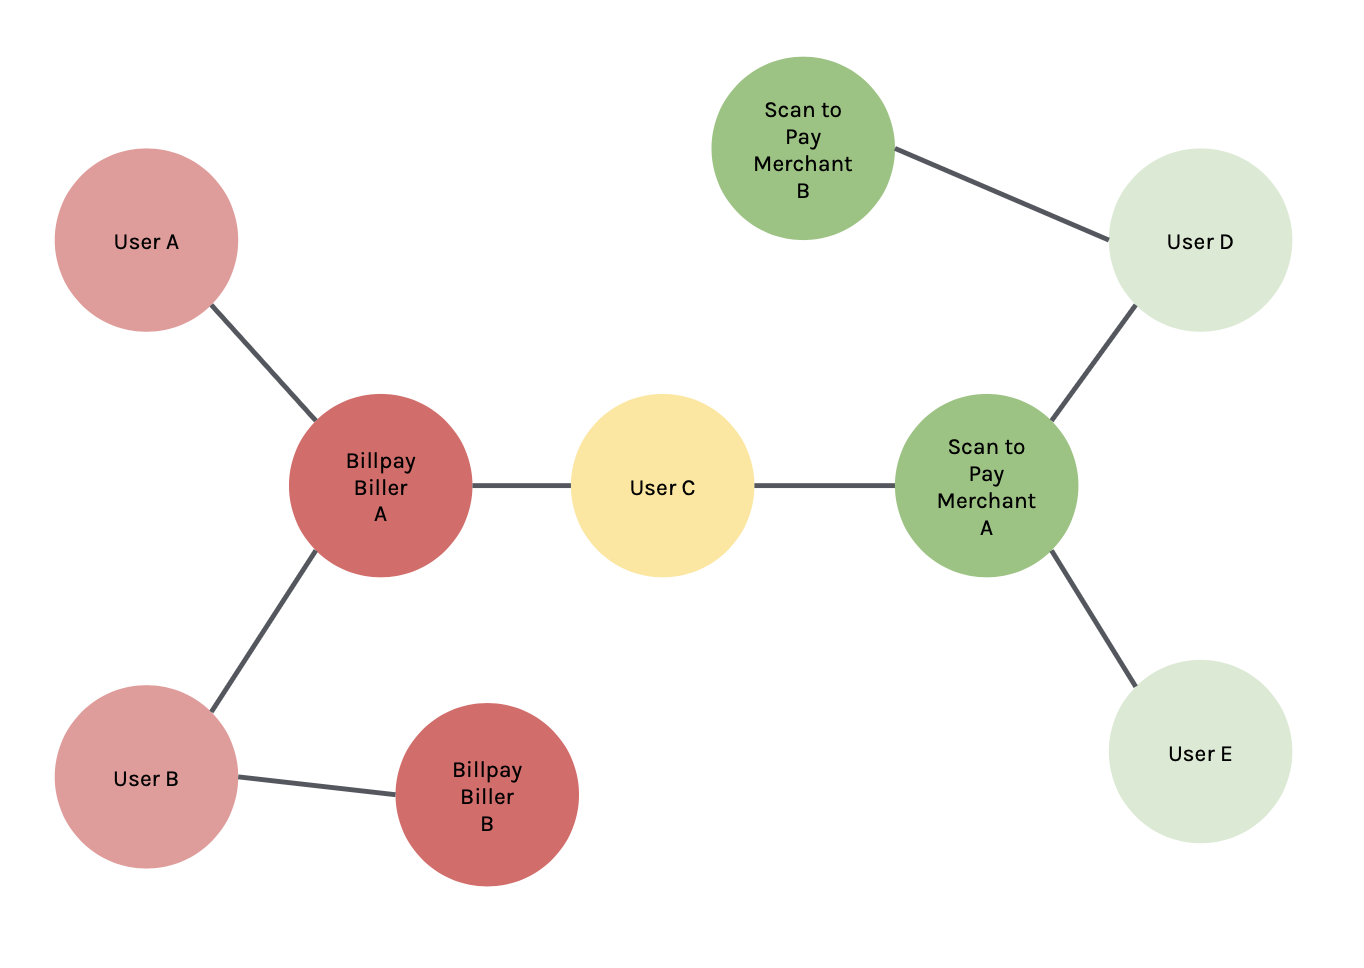 Scan to
Pay
Merchant
B
User A
User D
Billpay
Biller
A
User C
Scan to
Pay
Merchant
A
User B
Billpay
Biller
B
User E